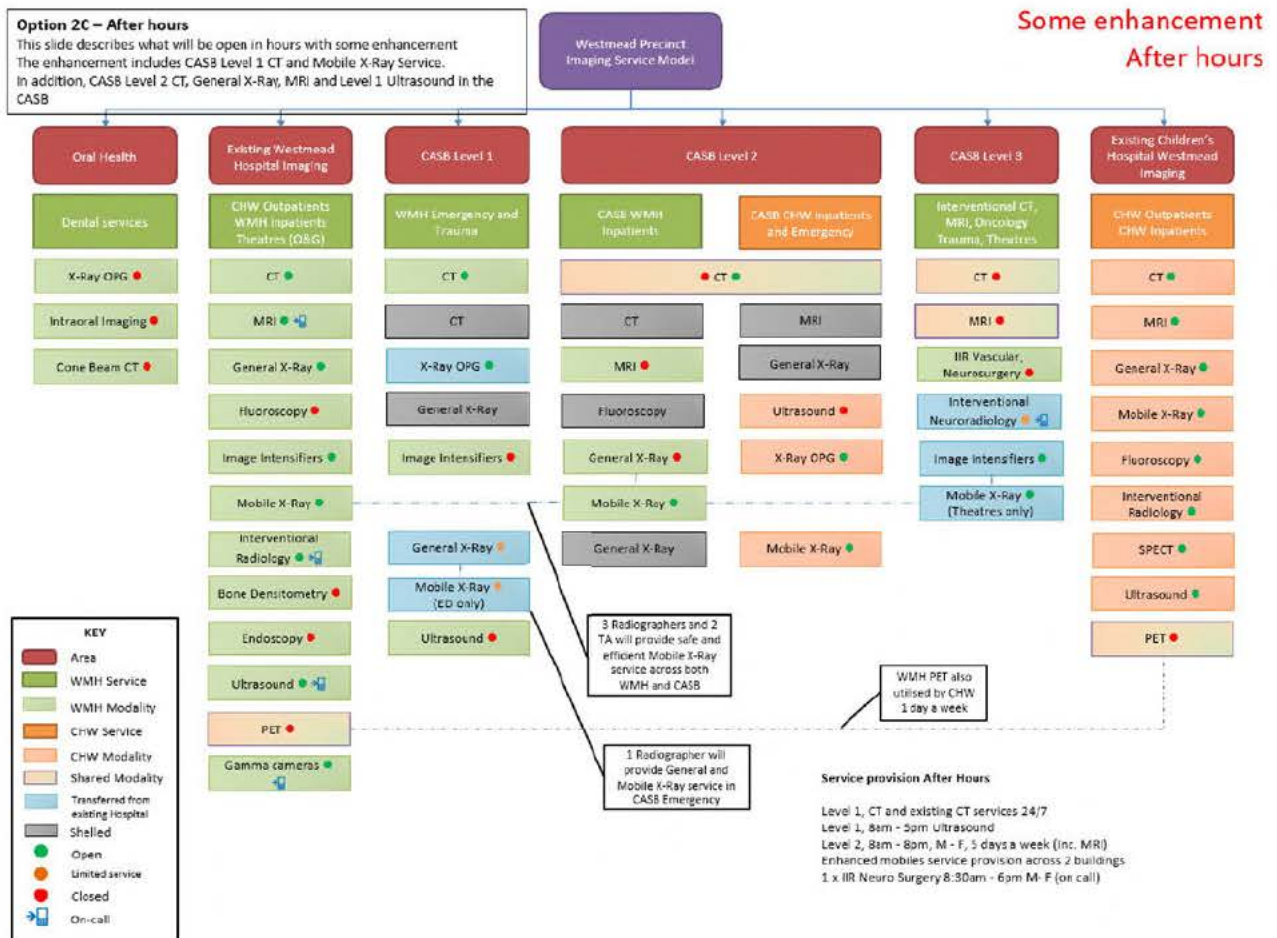 Option 2C – After hours
This slide describes what will be open in hours with some enhancement
The enhancement includes CASB Level 1 CT and Mobile X-Ray Service.
In addition, CASB Level 2 CT, General X-Ray, MRI and Level 1 Ultrasound in the
CASB
Westmead Precinct
Imaging Service Model
Some enhancement
After hours
Oral Health
Dental services
X-Ray OPG
Intraoral Imaging
Cone Beam CT
Existing Westmead
Hospital Imaging
CHW Outpatients
WMH Inpatients
Theatres (O&G)
CT
MRI
General X-Ray
Fluoroscopy
Image Intensifiers
Mobile X-Ray
Interventional
Radiology
Bone Densitometry
Endoscopy
Ultrasound
PET
Gamma cameras
CASB Level 1
WMH Emergency and
Trauma
CT
CT
X-Ray OPG
General X-Ray
Image Intensifiers
General X-Ray
Mobile X-Ray
(ED only)
Ultrasound
CASB Level 2
CASB WMH
Inpatients
CASB CHW Inpatients
and Emergency
CT
CT
MRI
Fluoroscopy
General X-Ray
Mobile X-Ray
General X-Ray
MRI
General X-Ray
Ultrasound
X-Ray OPG
Mobile X-Ray
CASB Level 3
Interventional CT,
MRI, Oncology
Trauma, Theatres
CT
MRI
IIR Vascular,
Neurosurgery
Interventional
Neuroradiology
Image Intensifiers
Mobile X-Ray
(Theatres only)
Existing Children's
Hospital Westmead
Imaging
CHW Outpatients
CHW Inpatients
CT
MRI
General X-Ray
Mobile X-Ray
Fluoroscopy
Interventional
Radiology
SPECT
Ultrasound
PET
3 Radiographers and 2
TA will provide safe and
efficient Mobile X-Ray
service across both
WMH and CASB
WMH PET also
utilised by CHW
1 day a week
1 Radiographer will
provide General and
Mobile X-Ray service in
CASB Emergency
KEY
Area
WMH Service
WMH Modality
CHW Service
CHW Modality
Shared Modality
Transferred from
existing Hospital
Shelled
Open
Limited service
Closed
On-call
Service provision After Hours
Level 1, CT and existing CT services 24/7
Level 1, 8am - 5pm Ultrasound
Level 2, 8am - 8pm, M - F, 5 days a week (inc. MRI)
Enhanced mobiles service provision across 2 buildings
1 x IIR Neuro Surgery 8:30am - 6pm M- F (on call)